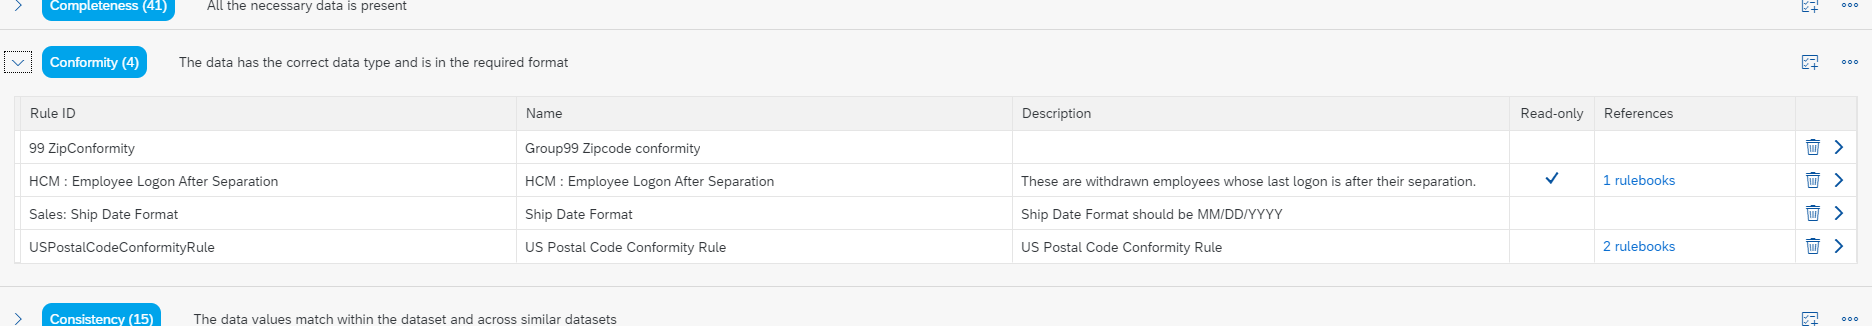 Completeness (41) All the necessary data is present
Conformity (4) The data has the correct data type and is in the required format
Rule ID Name Description Read-only References
99 ZipConformity Group99 Zipcode conformity
HCM : Employee Logon After Separation HCM : Employee Logon After Separation These are withdrawn employees whose last logon is after their separation. 1 rulebooks
Sales: Ship Date Format Ship Date Format Ship Date Format should be MM/DD/YYYY
USPostalCodeConformityRule US Postal Code Conformity Rule US Postal Code Conformity Rule 2 rulebooks
Consistency (15) The data values match within the dataset and across similar datasets